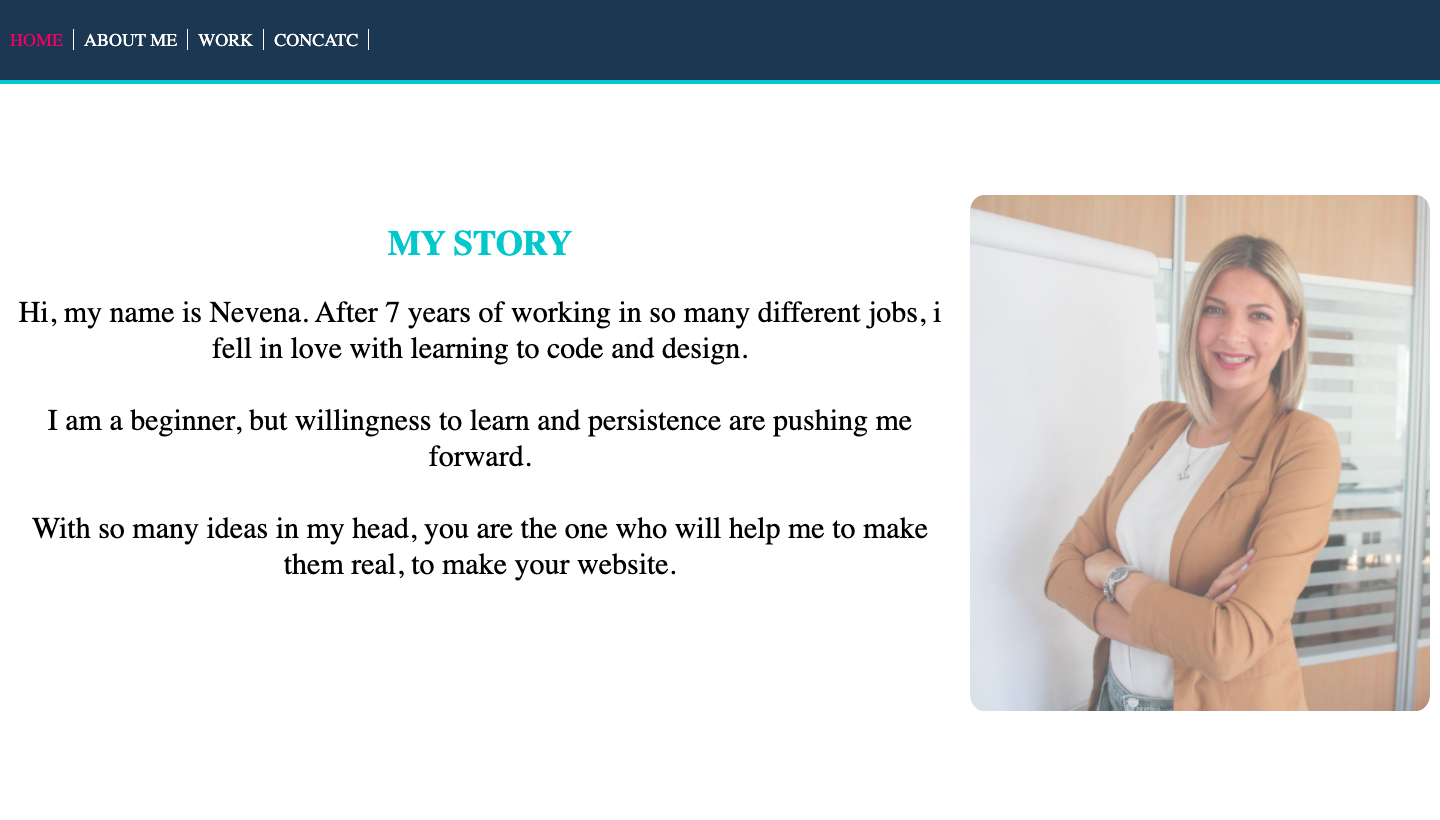 HOME ABOUT ME WORK CONCATC
MY STORY
Hi, my name is Nevena. After 7 years of working in so many different jobs, i
fell in love with learning to code and design.
I am a beginner, but willingness to learn and persistence are pushing me
forward.
With so many ideas in my head, you are the one who will help me to make
them real, to make your website.